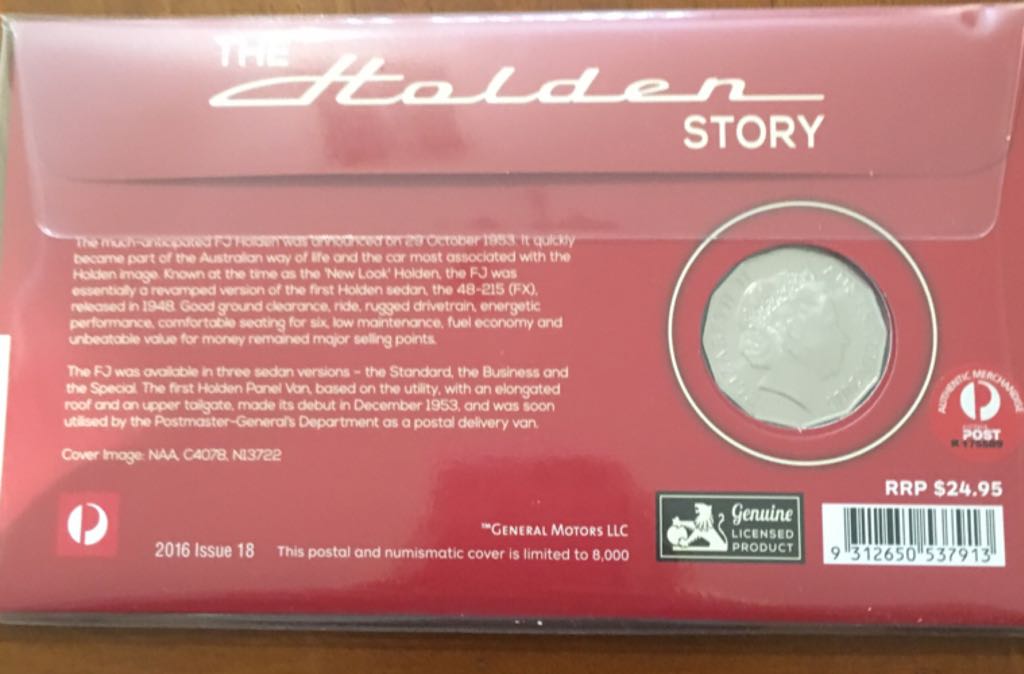 THE
Holden
STORY
The much-anticipated FJ Holden was announced on 29 October 1953. It quickly
became part of the Australian way of life and the car most associated with the
Holden image. Known at the time as the 'New Look' Holden, the FJ was
essentially a revamped version of the first Holden sedan, the 48-215 (FX),
released in 1948. Good ground clearance, ride, rugged drivetrain, energetic
performance, comfortable seating for six, low maintenance, fuel economy and
unbeatable value for money remained major selling points.
The FJ was available in three sedan versions – the Standard, the Business and
the Special. The first Holden Panel Van, based on the utility, with an elongated
roof and an upper tailgate, made its debut in December 1953, and was soon
utilised by the Postmaster-General's Department as a postal delivery van.
Cover Image: NAA, C4078, N13722
AUTHENTIC MERCHANDISE
POST
RRP $24.95
Genuine
LICENSED
PRODUCT
9 312650 537913
™GENERAL MOTORS LLC
2016 Issue 18 This postal and numismatic cover is limited to 8,000